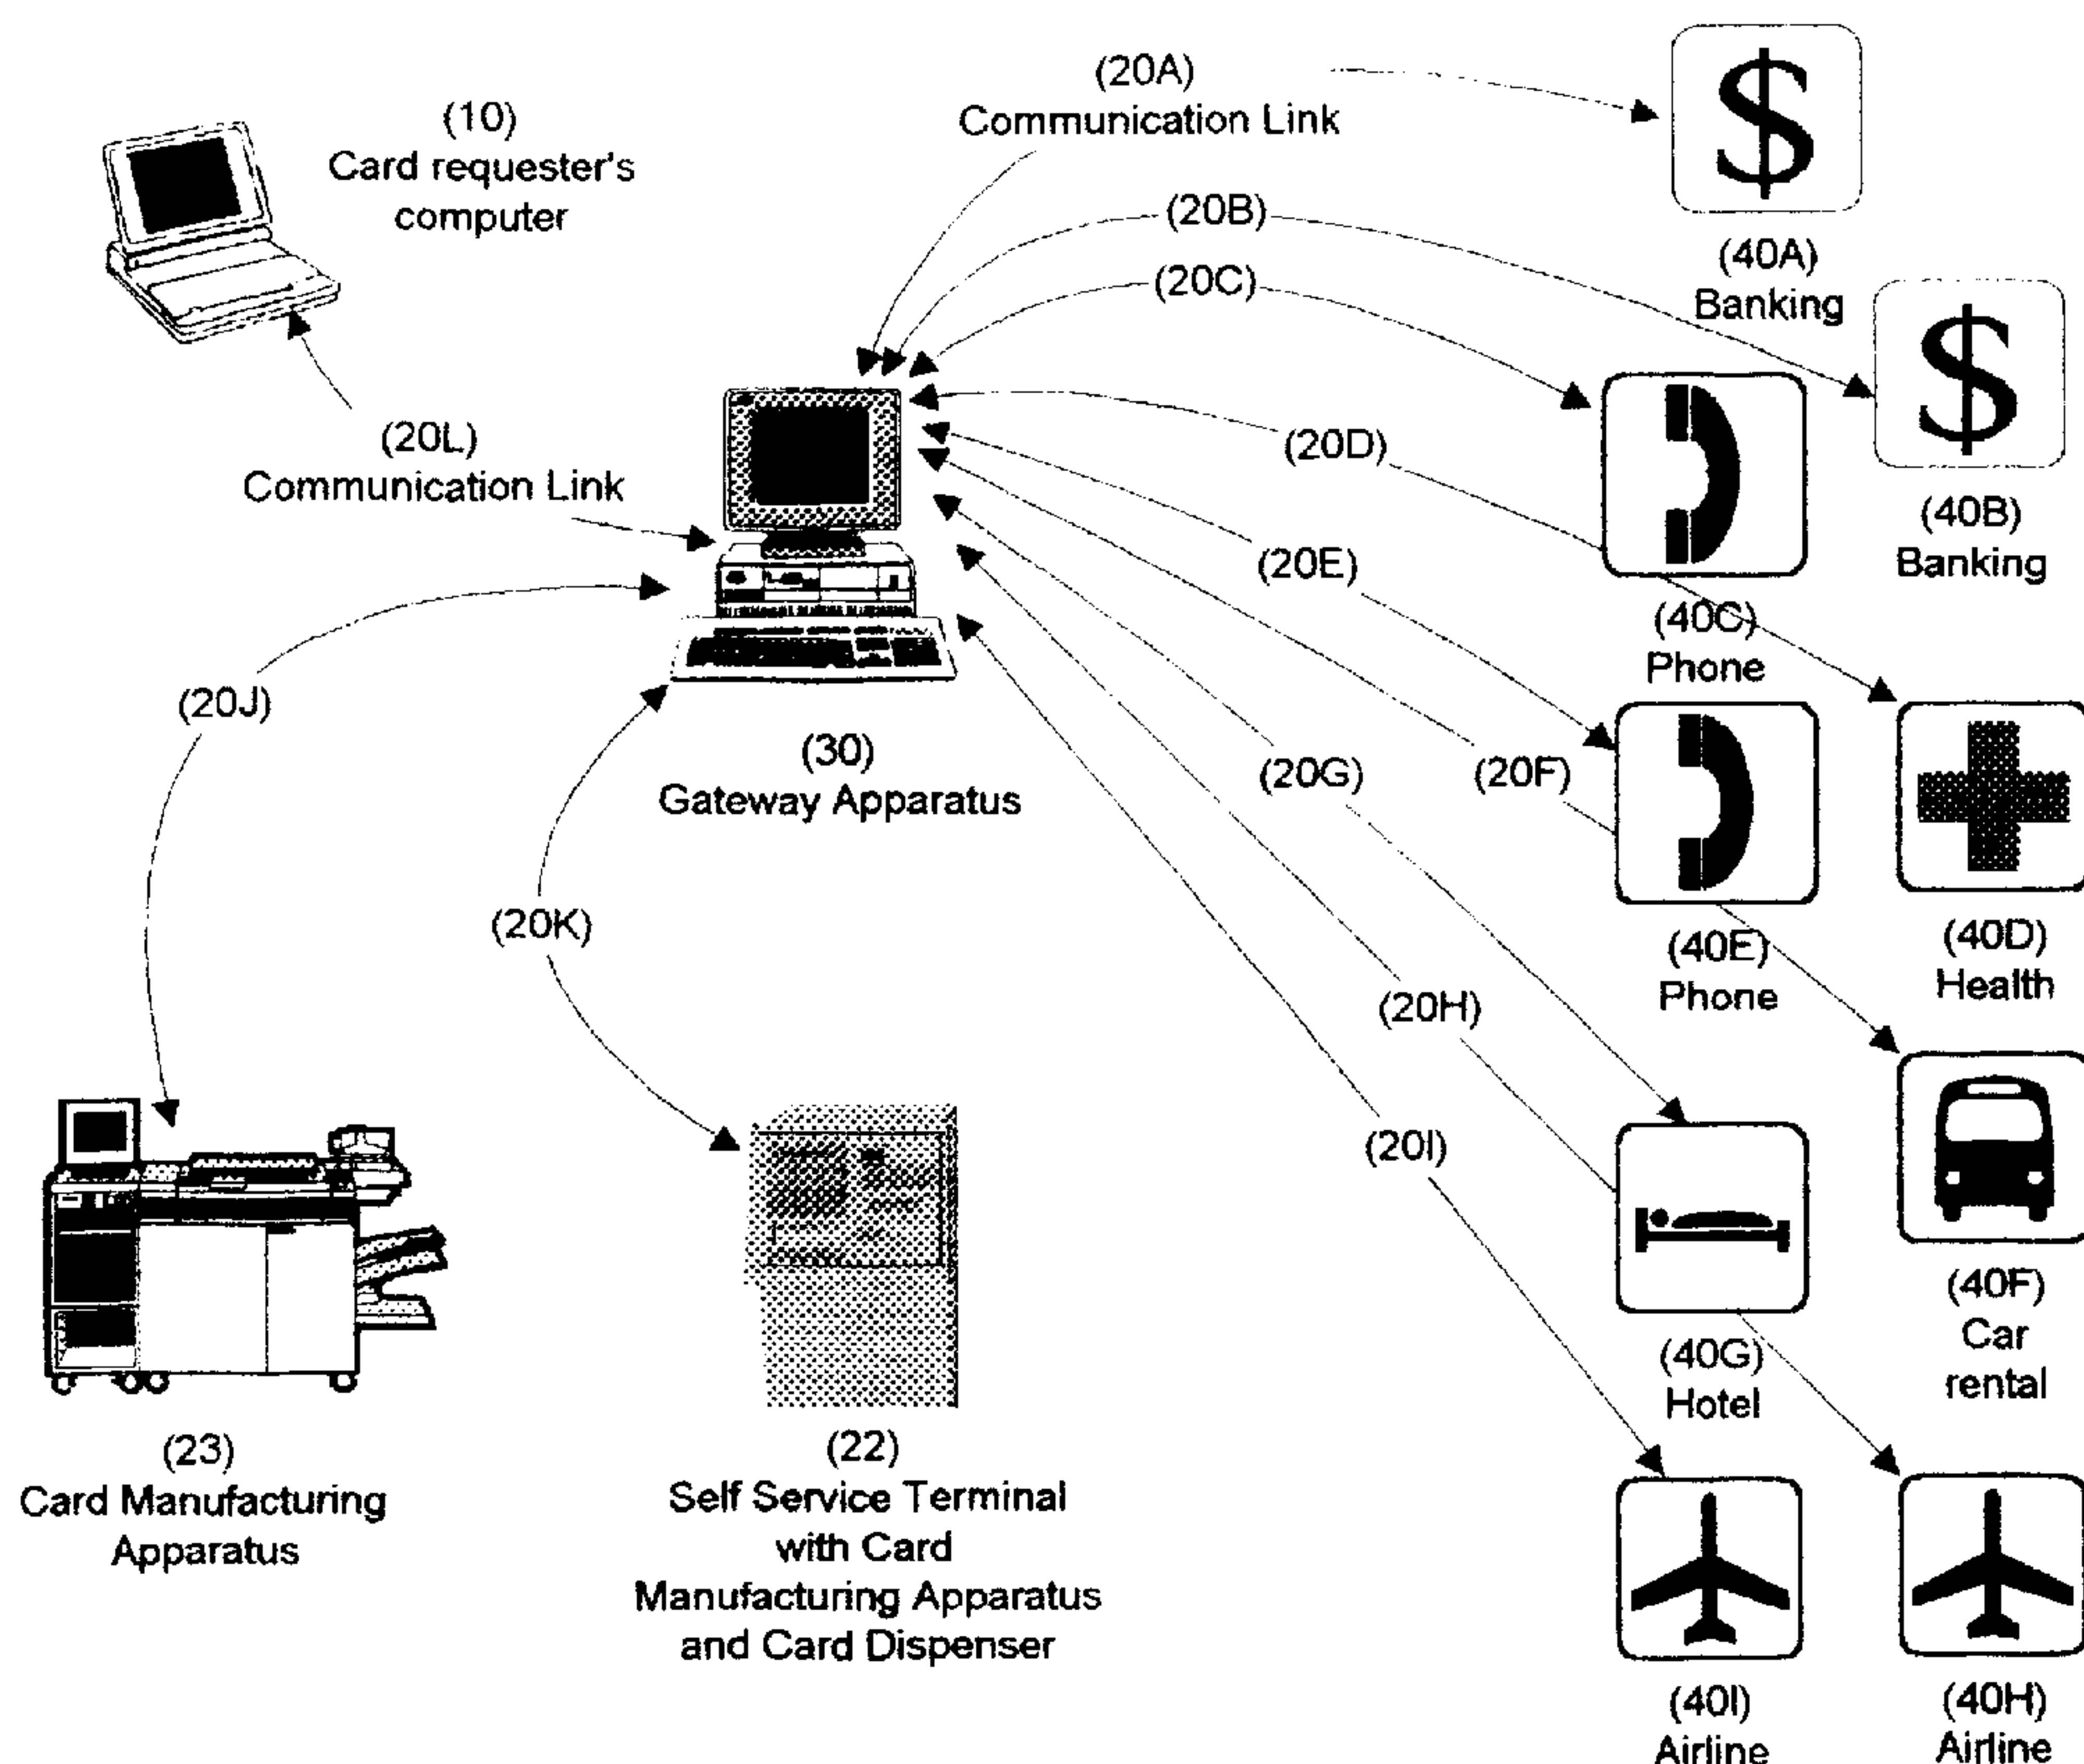 (10)
Card requester's
computer
(20A)
Communication Link
$
(40A)
Banking
(20B)
(20C)
$
(40B)
Banking
(20L)
Communication Link
(20D)
(40C)
Phone
(20E)
(20J)
(30)
Gateway Apparatus
(20G)
(20F)
(40D)
Health
(40E)
Phone
(20K)
(20H)
(20I)
(40F)
Car
rental
(40G)
Hotel
(23)
Card Manufacturing
Apparatus
(22)
Self Service Terminal
with Card
Manufacturing Apparatus
and Card Dispenser
(40I)
Airline
(40H)
Airline